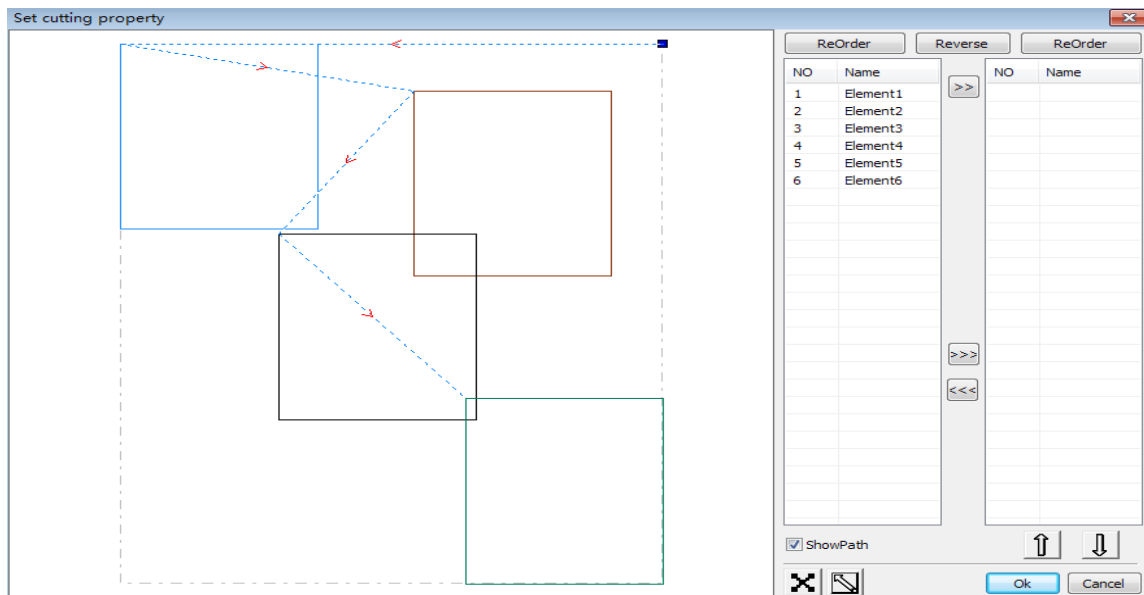 Set cutting property
ReOrder Reverse ReOrder
NO Name >> NO Name
1 Element1
2 Element2
3 Element3
4 Element4
5 Element5
6 Element6
>>>
<<<
ShowPath
Ok Cancel